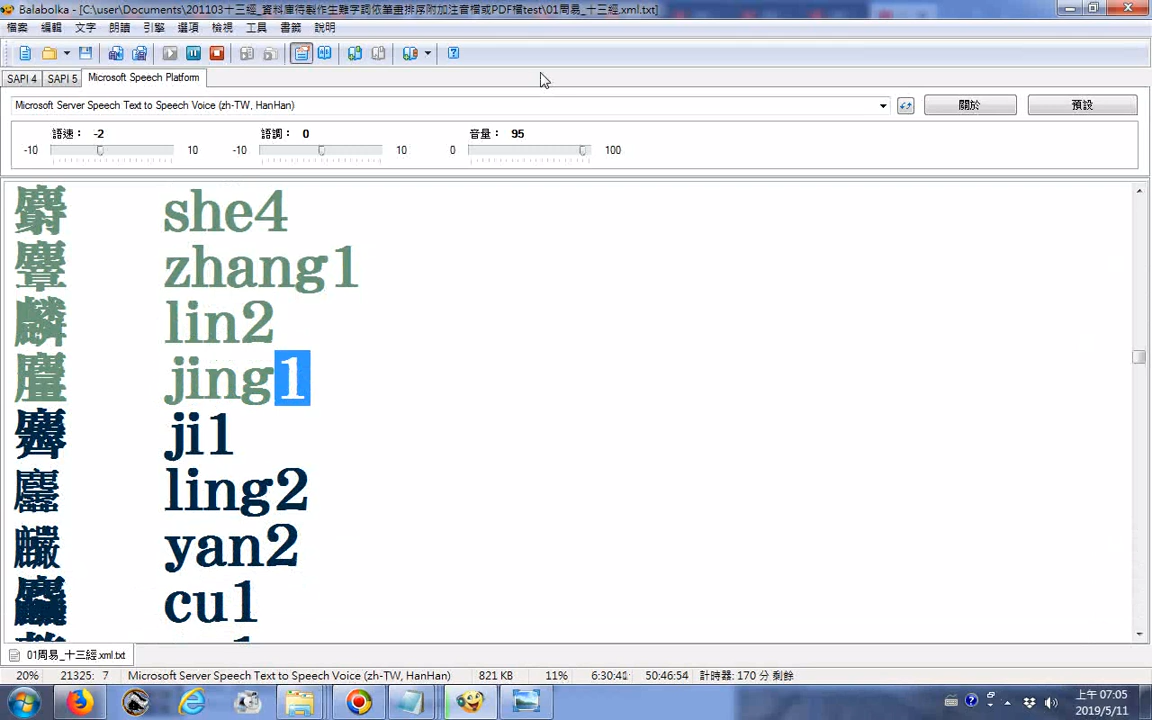 Balabolka - [C:\user\Documents\201103十三經_資料庫待製作生難字詞依筆畫排序附加注音檔或PDF檔test\01周易_十三經.xml.txt]
檔案 編輯 文字 朗讀 引擎 選項 檢視 工具 書籤 說明
SAPI 4 SAPI 5 Microsoft Speech Platform
Microsoft Server Speech Text to Speech Voice (zh-TW, HanHan) 關於 預設
語速： -2 語調： 0 音量： 95
-10 10 -10 10 0 100
麝 she4
麞 zhang1
麟 lin2
麠 jing1
麡 ji1
麢 ling2
麣 yan2
麤 cu1
01周易_十三經.xml.txt
20% 21325: 7 Microsoft Server Speech Text to Speech Voice (zh-TW, HanHan) 821 KB 11% 6:30:41 50:46:54 計時器: 170 分 剩餘
上午 07:05
2019/5/11